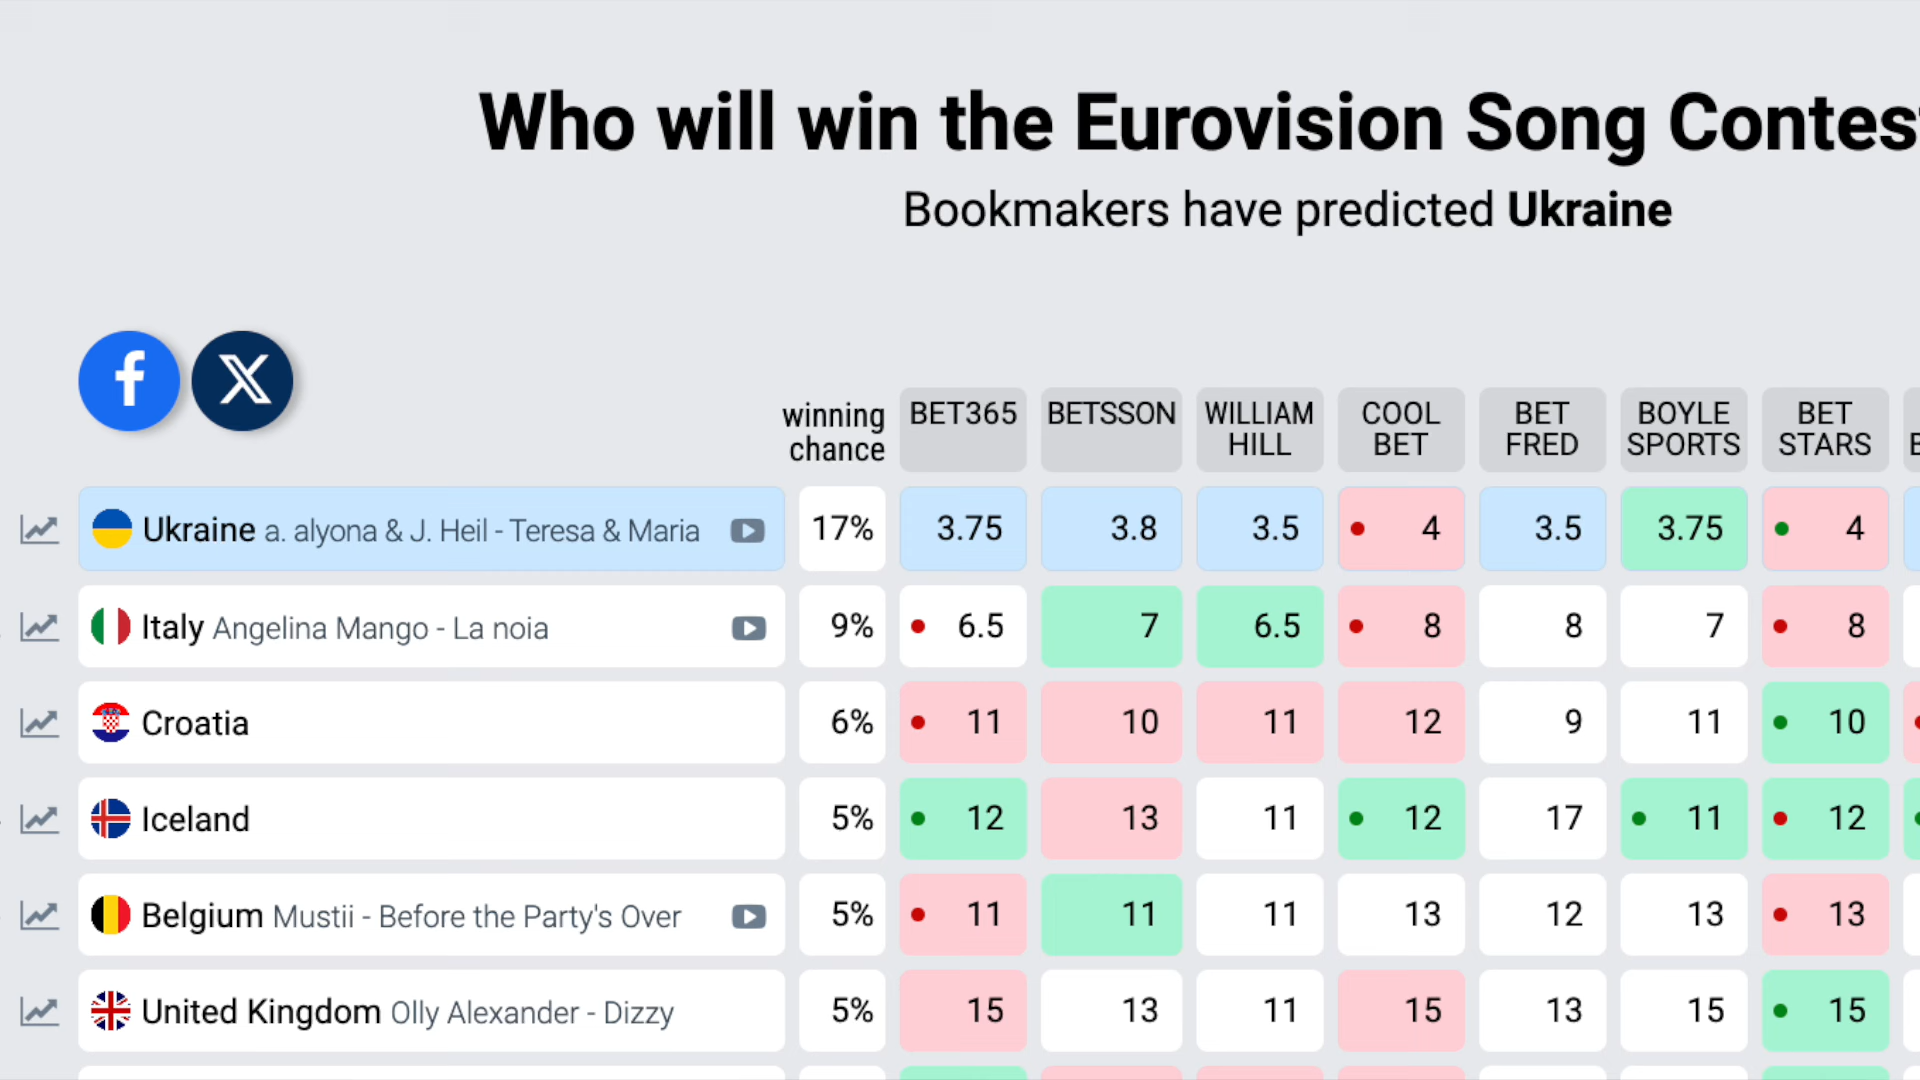 Who will win the Eurovision Song Contes
Bookmakers have predicted Ukraine
winning chance BET365 BETSSON WILLIAM HILL COOL BET BET FRED BOYLE SPORTS BET STARS
Ukraine a. alyona & J. Heil - Teresa & Maria 17% 3.75 3.8 3.5 4 3.5 3.75 4
Italy Angelina Mango - La noia 9% 6.5 7 6.5 8 8 7 8
Croatia 6% 11 10 11 12 9 11 10
Iceland 5% 12 13 11 12 17 11 12
Belgium Mustii - Before the Party's Over 5% 11 11 11 13 12 13 13
United Kingdom Olly Alexander - Dizzy 5% 15 13 11 15 13 15 15